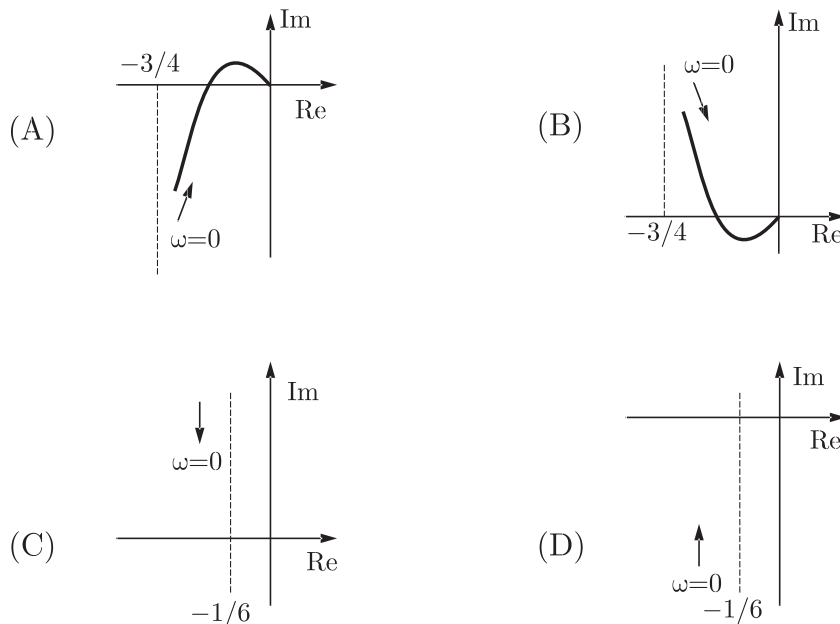 Im
Im
−3/4
ω=0
Re
(A)
(B)
ω=0
−3/4
Re
Im
Im
Re
ω=0
(C)
Re
(D)
ω=0
−1/6
−1/6